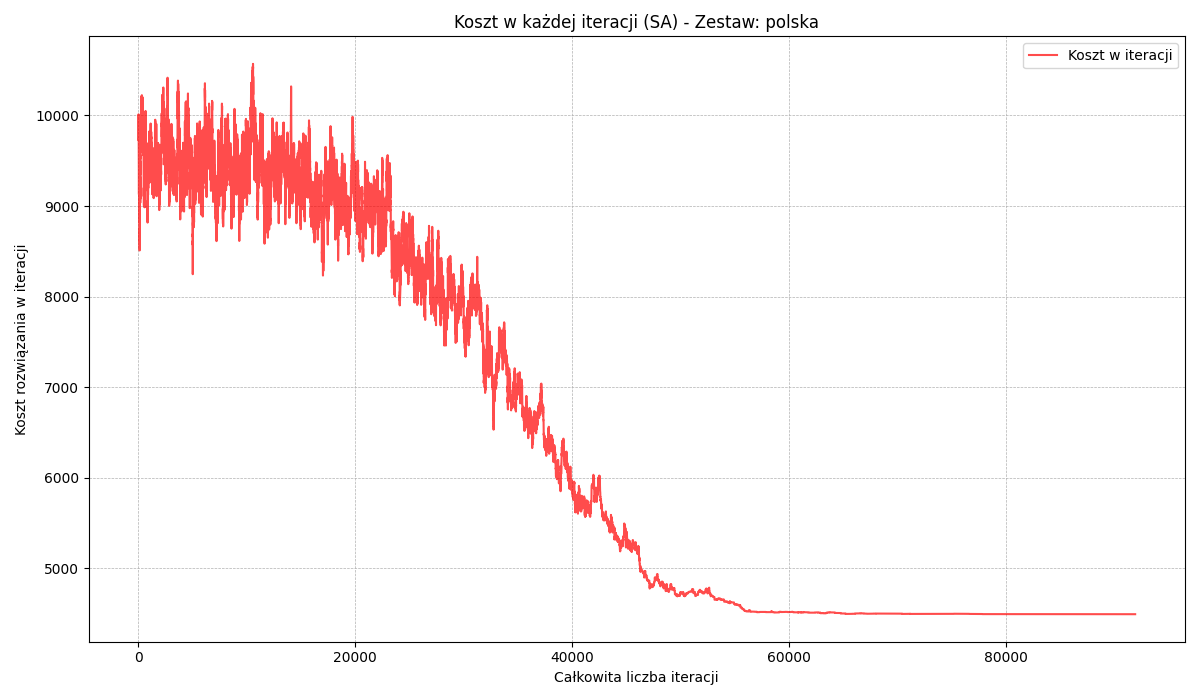 Koszt w każdej iteracji (SA) - Zestaw: polska
Koszt w iteracji
Koszt rozwiązania w iteracji
10000
9000
8000
7000
6000
5000
0
20000
40000
60000
80000
Całkowita liczba iteracji